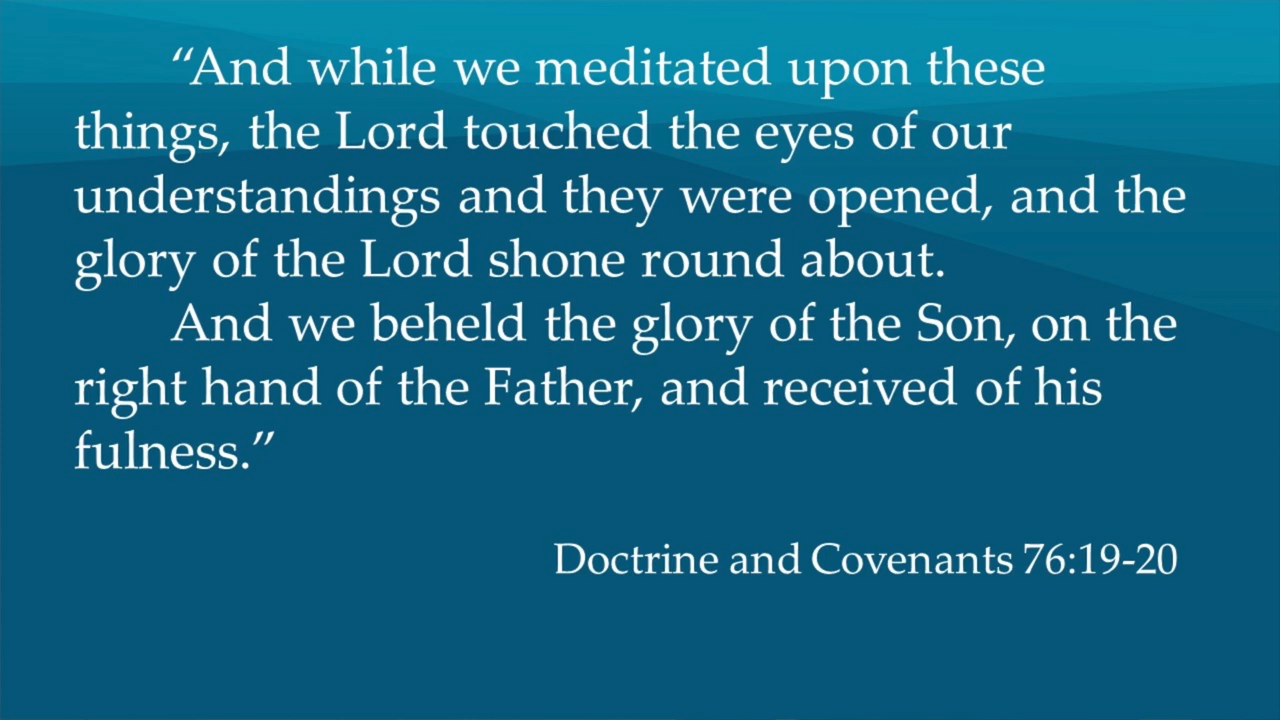 “And while we meditated upon these
things, the Lord touched the eyes of our
understandings and they were opened, and the
glory of the Lord shone round about.
And we beheld the glory of the Son, on the
right hand of the Father, and received of his
fulness.”
Doctrine and Covenants 76:19-20